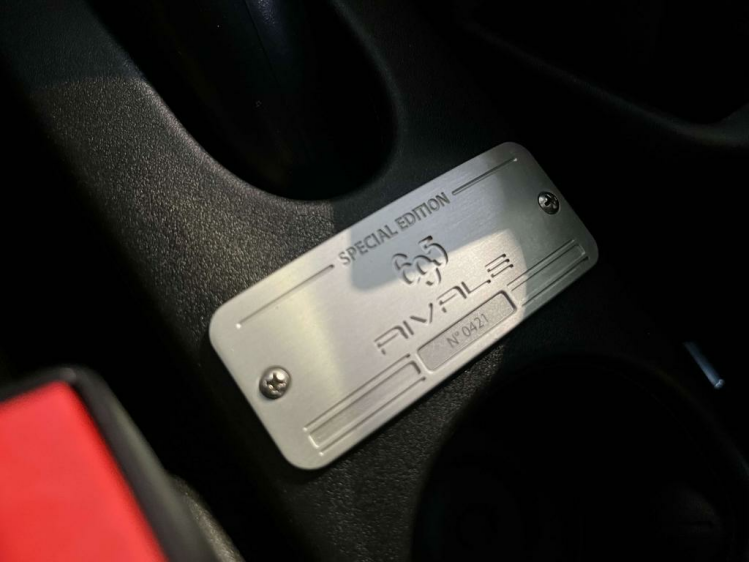 SPECIAL EDITION
695
RIVALE
N° 0421